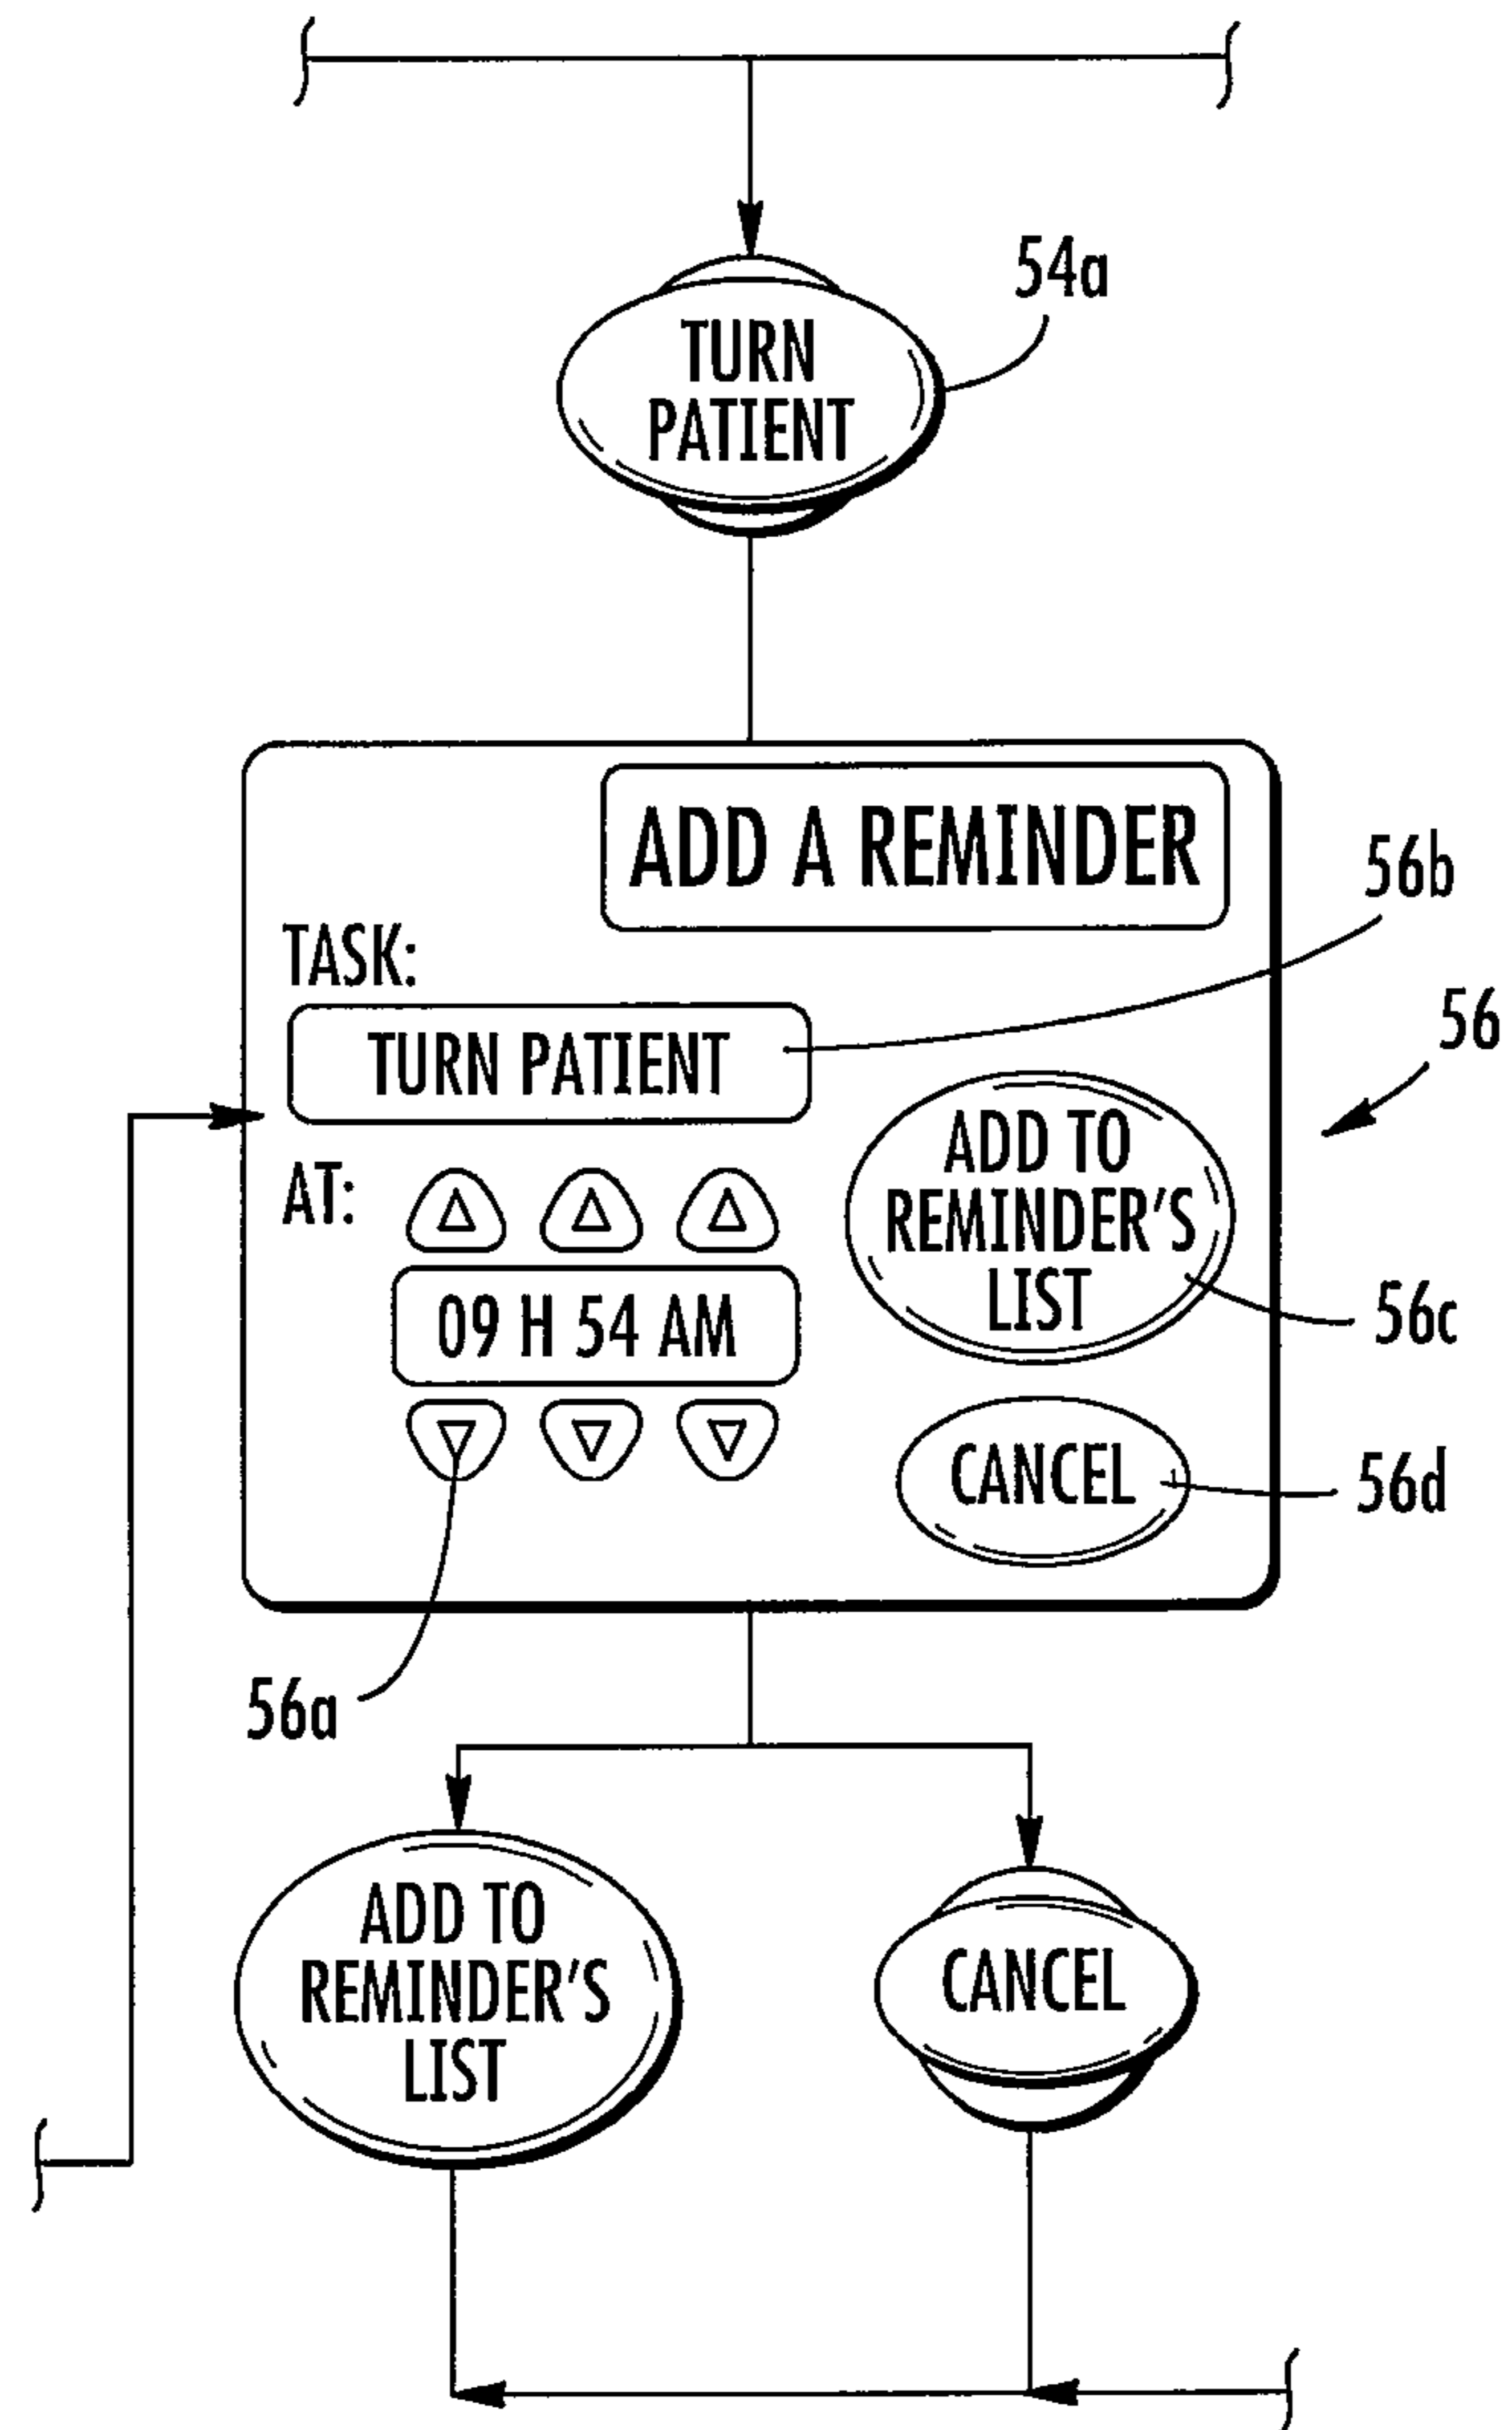 54a
TURN
PATIENT
ADD A REMINDER
56b
TASK:
56
TURN PATIENT
ADD TO
REMINDER'S
LIST
AT:
09 H 54 AM
56c
CANCEL
56d
56a
ADD TO
REMINDER'S
LIST
CANCEL